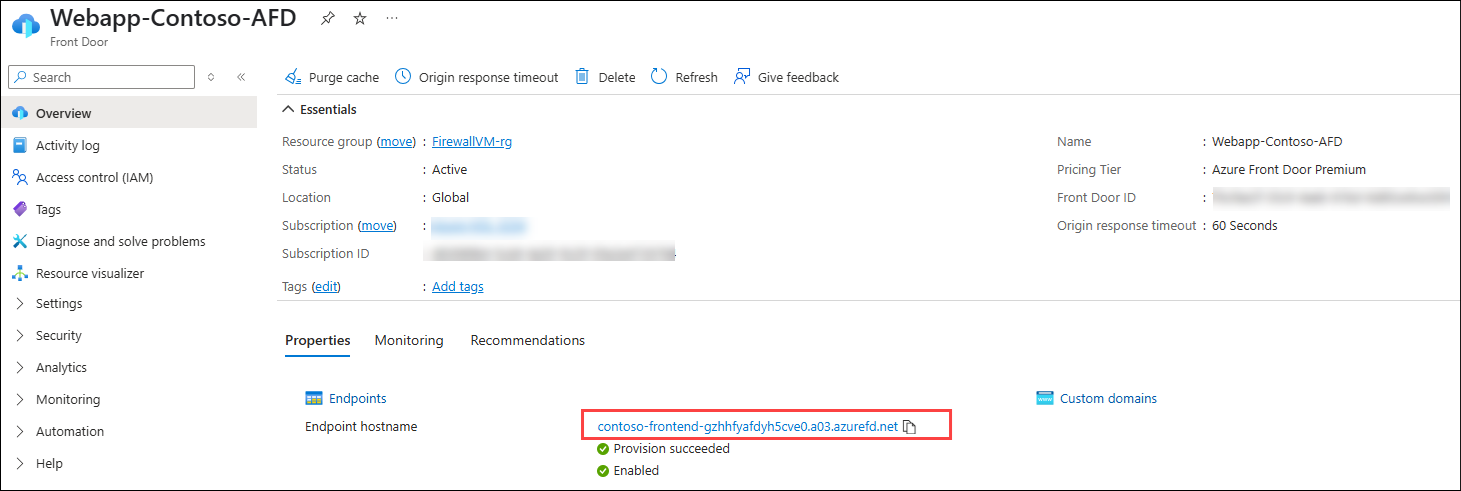 Webapp-Contoso-AFD
Front Door
Search
Overview
Activity log
Access control (IAM)
Tags
Diagnose and solve problems
Resource visualizer
Settings
Security
Analytics
Monitoring
Automation
Help
Purge cache Origin response timeout Delete Refresh Give feedback
Essentials
Resource group (move) : FirewallVM-rg
Status : Active
Location : Global
Subscription (move) :
Subscription ID :
Tags (edit) : Add tags
Name : Webapp-Contoso-AFD
Pricing Tier : Azure Front Door Premium
Front Door ID :
Origin response timeout : 60 Seconds
Properties Monitoring Recommendations
Endpoints
Endpoint hostname contoso-frontend-gzhhfyafdyh5cve0.a03.azurefd.net
Provision succeeded
Enabled
Custom domains